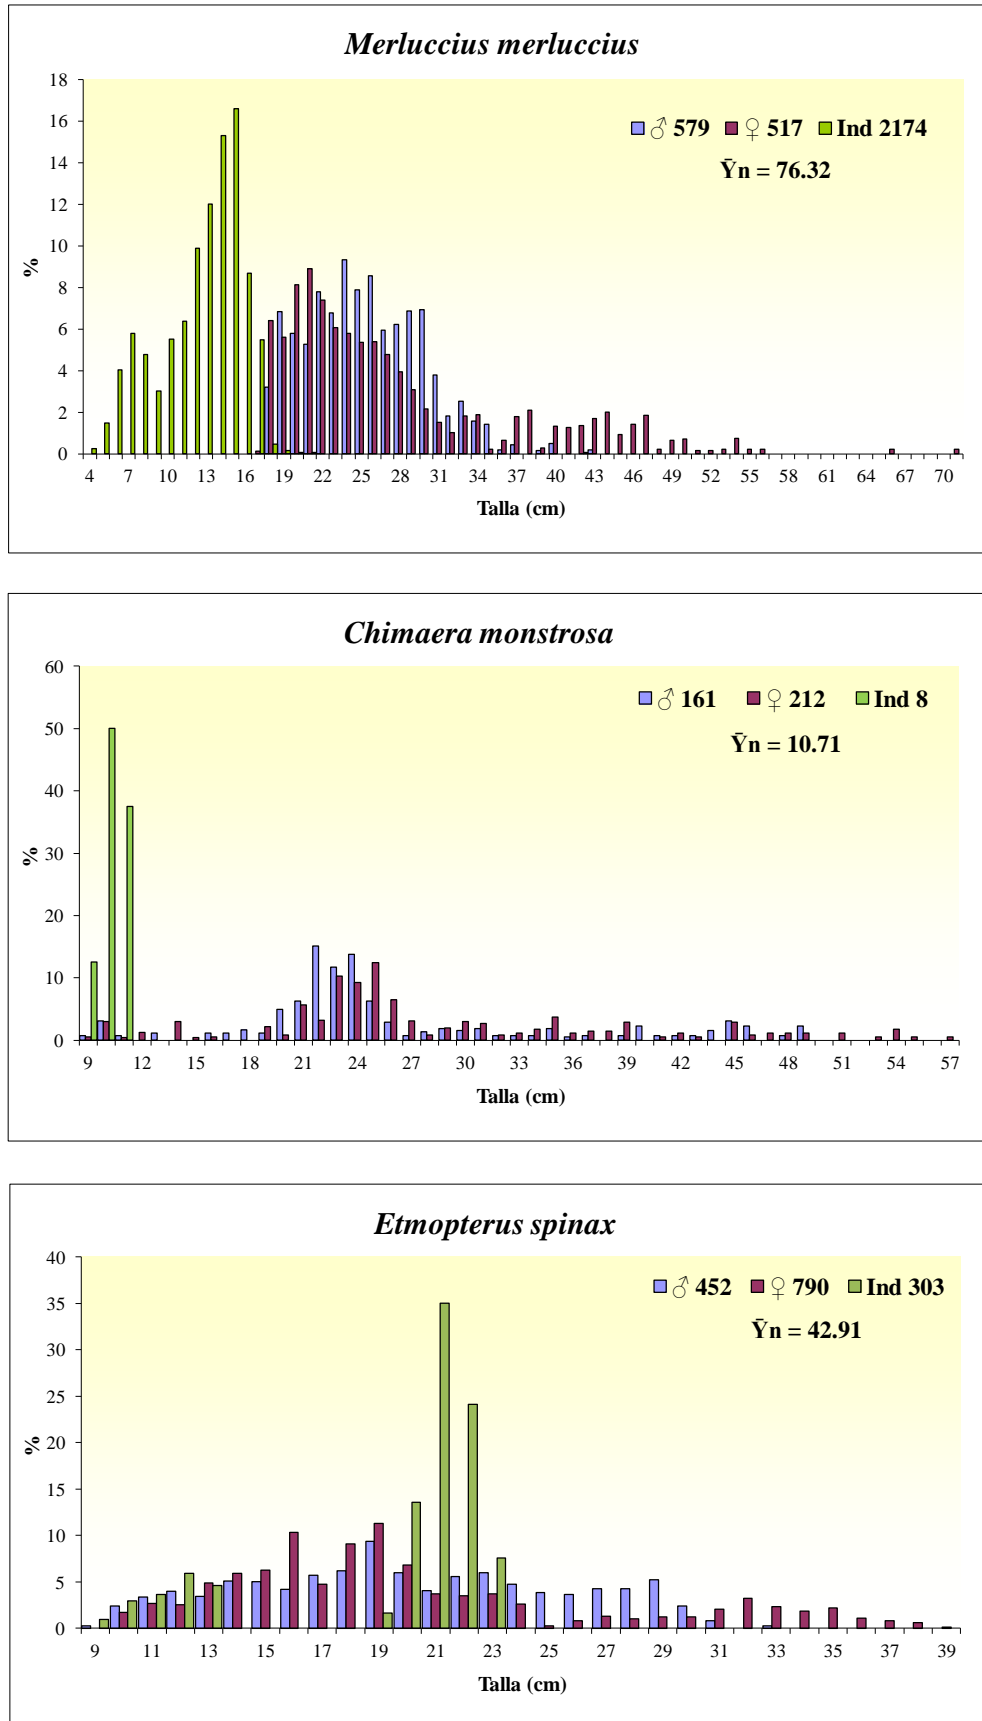 Merluccius merluccius
18
16
14
12
10
8
6
4
2
0
%
♂ 579 ♀ 517 Ind 2174
Ȳn = 76.32
4 7 10 13 16 19 22 25 28 31 34 37 40 43 46 49 52 55 58 61 64 67 70
Talla (cm)
Chimaera monstrosa
60
50
40
30
20
10
0
%
♂ 161 ♀ 212 Ind 8
Ȳn = 10.71
9 12 15 18 21 24 27 30 33 36 39 42 45 48 51 54 57
Talla (cm)
Etmopterus spinax
40
35
30
25
20
15
10
5
0
%
♂ 452 ♀ 790 Ind 303
Ȳn = 42.91
9 11 13 15 17 19 21 23 25 27 29 31 33 35 37 39
Talla (cm)